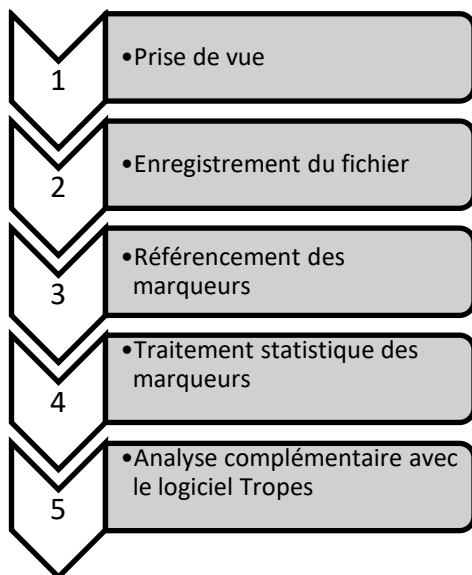 1
•Prise de vue
2
•Enregistrement du fichier
3
•Référencement des
marqueurs
4
•Traitement statistique des
marqueurs
5
•Analyse complémentaire avec
le logiciel Tropes